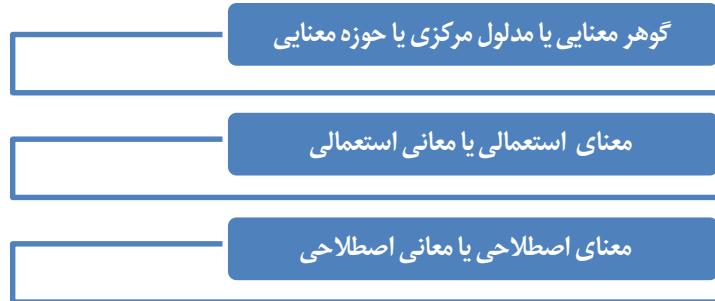 گوهر معنایی یا مدلول مرکزی یا حوزه معنایی
معنای استعمالی یا معانی استعمالی
معنای اصطلاحی یا معانی اصطلاحی